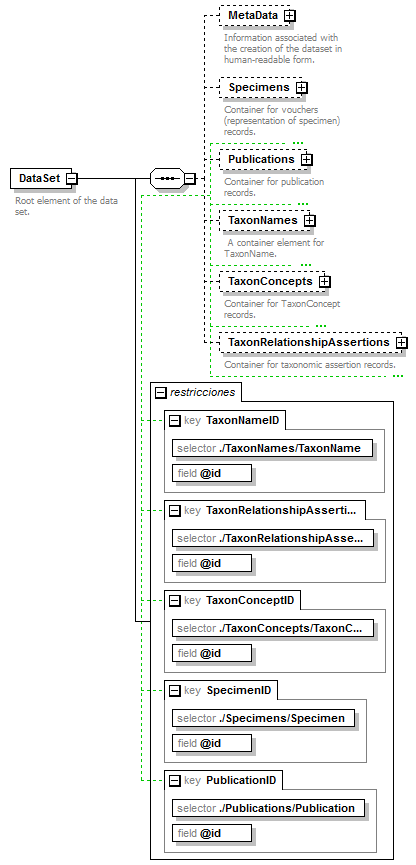 MetaData
Information associated with
the creation of the dataset in
human-readable form.
Specimens
Container for vouchers
(representation of specimen)
records.
Publications
Container for publication
records.
DataSet
Root element of the data
set.
TaxonNames
A container element for
TaxonName.
TaxonConcepts
Container for TaxonConcept
records.
TaxonRelationshipAssertions
Container for taxonomic assertion records.
restricciones
key TaxonNameID
selector ./TaxonNames/TaxonName
field @id
key TaxonRelationshipAsserti...
selector ./TaxonRelationshipAsse...
field @id
key TaxonConceptID
selector ./TaxonConcepts/TaxonC...
field @id
key SpecimenID
selector ./Specimens/Specimen
field @id
key PublicationID
selector ./Publications/Publication
field @id